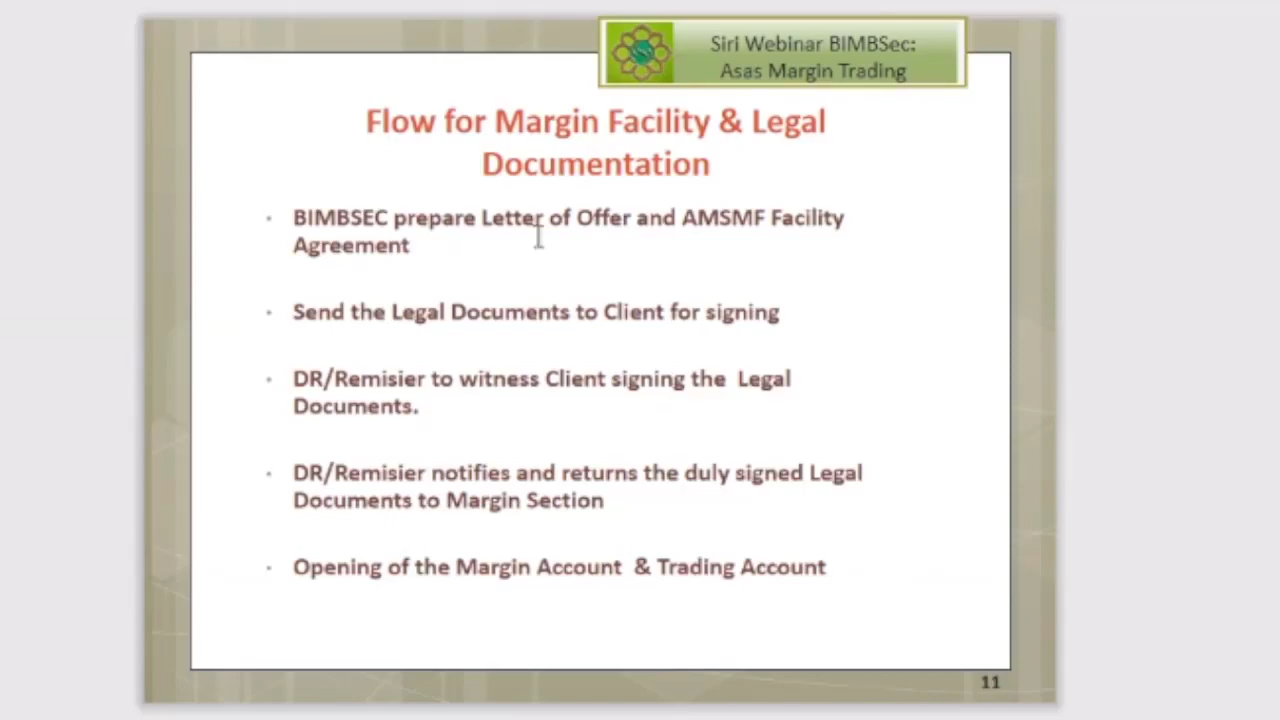 Siri Webinar BIMBSec:
Asas Margin Trading
Flow for Margin Facility & Legal
Documentation
· BIMBSEC prepare Letter of Offer and AMSMF Facility
Agreement
· Send the Legal Documents to Client for signing
· DR/Remisier to witness Client signing the Legal
Documents.
· DR/Remisier notifies and returns the duly signed Legal
Documents to Margin Section
· Opening of the Margin Account & Trading Account
11